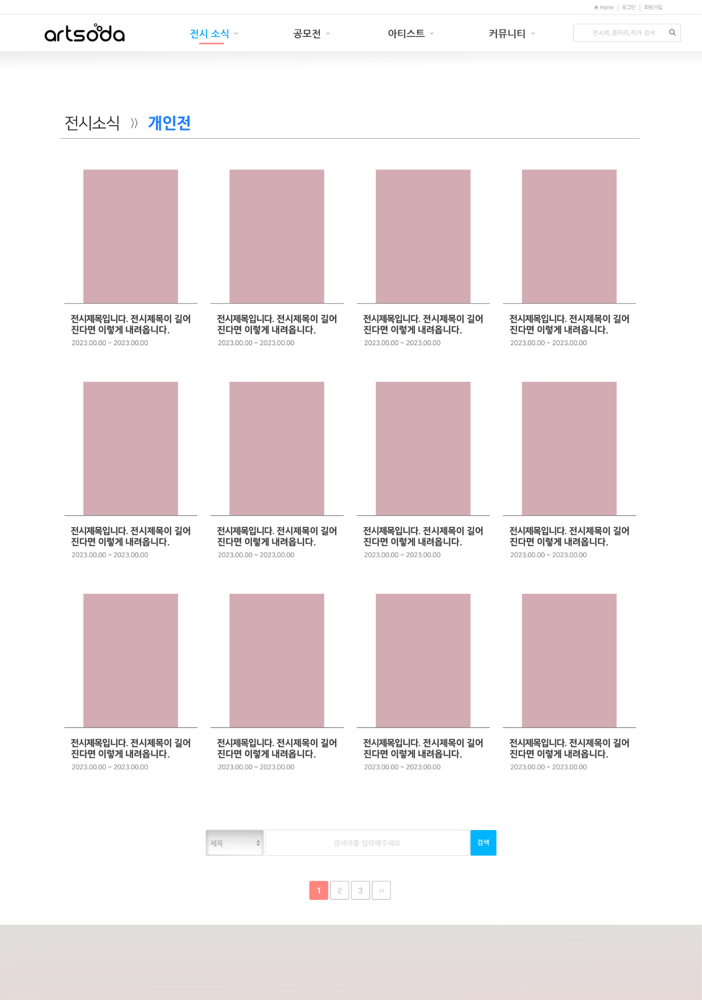 Home 로그인 회원가입
artsoda
전시 소식 공모전 아티스트 커뮤니티 전시회,갤러리,작가 검색
전시소식 》 개인전
전시제목입니다. 전시제목이 길어
진다면 이렇게 내려옵니다.
2023.00.00 ~ 2023.00.00
전시제목입니다. 전시제목이 길어
진다면 이렇게 내려옵니다.
2023.00.00 ~ 2023.00.00
전시제목입니다. 전시제목이 길어
진다면 이렇게 내려옵니다.
2023.00.00 ~ 2023.00.00
전시제목입니다. 전시제목이 길어
진다면 이렇게 내려옵니다.
2023.00.00 ~ 2023.00.00
전시제목입니다. 전시제목이 길어
진다면 이렇게 내려옵니다.
2023.00.00 ~ 2023.00.00
전시제목입니다. 전시제목이 길어
진다면 이렇게 내려옵니다.
2023.00.00 ~ 2023.00.00
전시제목입니다. 전시제목이 길어
진다면 이렇게 내려옵니다.
2023.00.00 ~ 2023.00.00
전시제목입니다. 전시제목이 길어
진다면 이렇게 내려옵니다.
2023.00.00 ~ 2023.00.00
전시제목입니다. 전시제목이 길어
진다면 이렇게 내려옵니다.
2023.00.00 ~ 2023.00.00
전시제목입니다. 전시제목이 길어
진다면 이렇게 내려옵니다.
2023.00.00 ~ 2023.00.00
전시제목입니다. 전시제목이 길어
진다면 이렇게 내려옵니다.
2023.00.00 ~ 2023.00.00
전시제목입니다. 전시제목이 길어
진다면 이렇게 내려옵니다.
2023.00.00 ~ 2023.00.00
제목 검색어를 입력해주세요 검색
1 2 3 >>